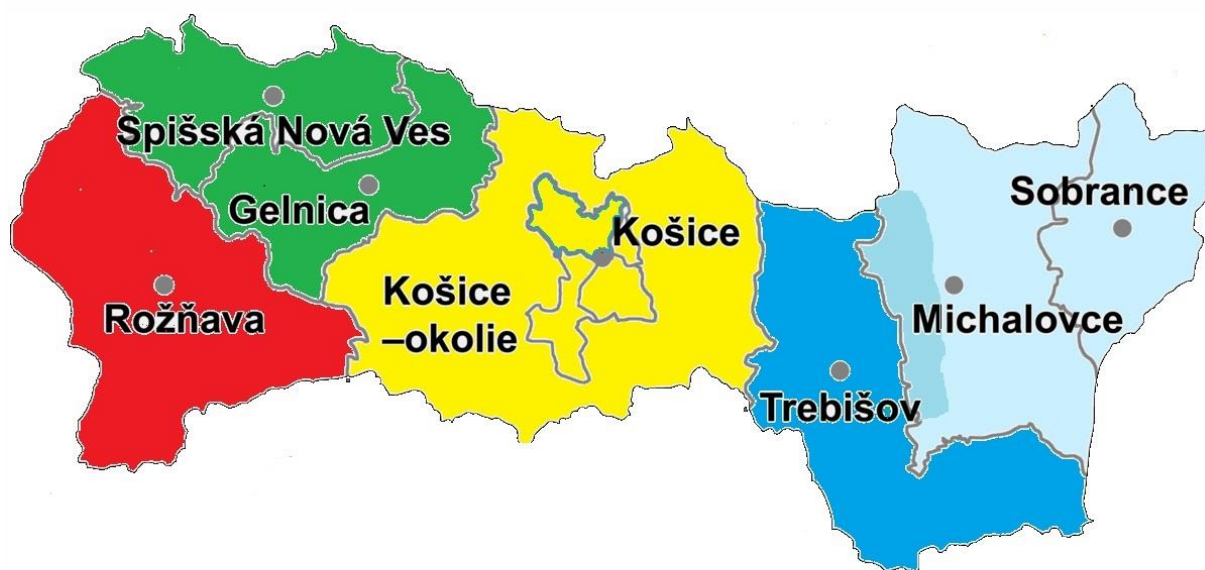 Spišská Nová Ves
Gelnica
Rožňava
Košice
Košice
–okolie
Trebišov
Michalovce
Sobrance